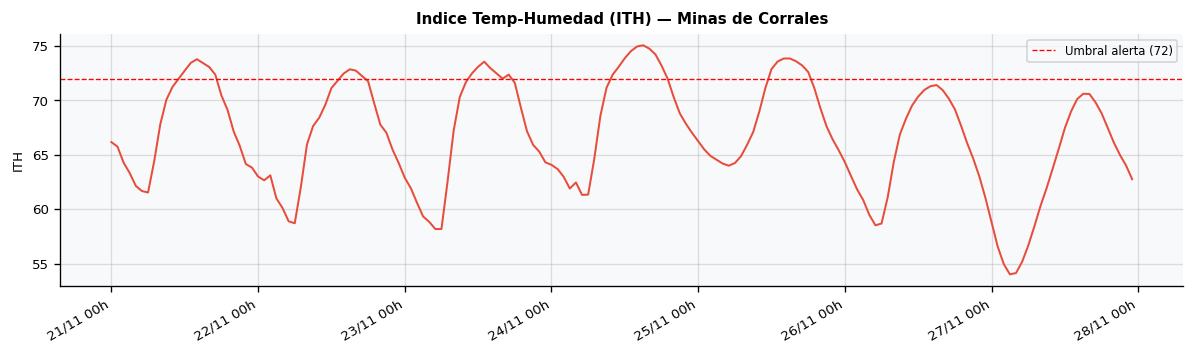 Indice Temp-Humedad (ITH) — Minas de Corrales
Umbral alerta (72)
ITH
75
70
65
60
55
21/11 00h
22/11 00h
23/11 00h
24/11 00h
25/11 00h
26/11 00h
27/11 00h
28/11 00h